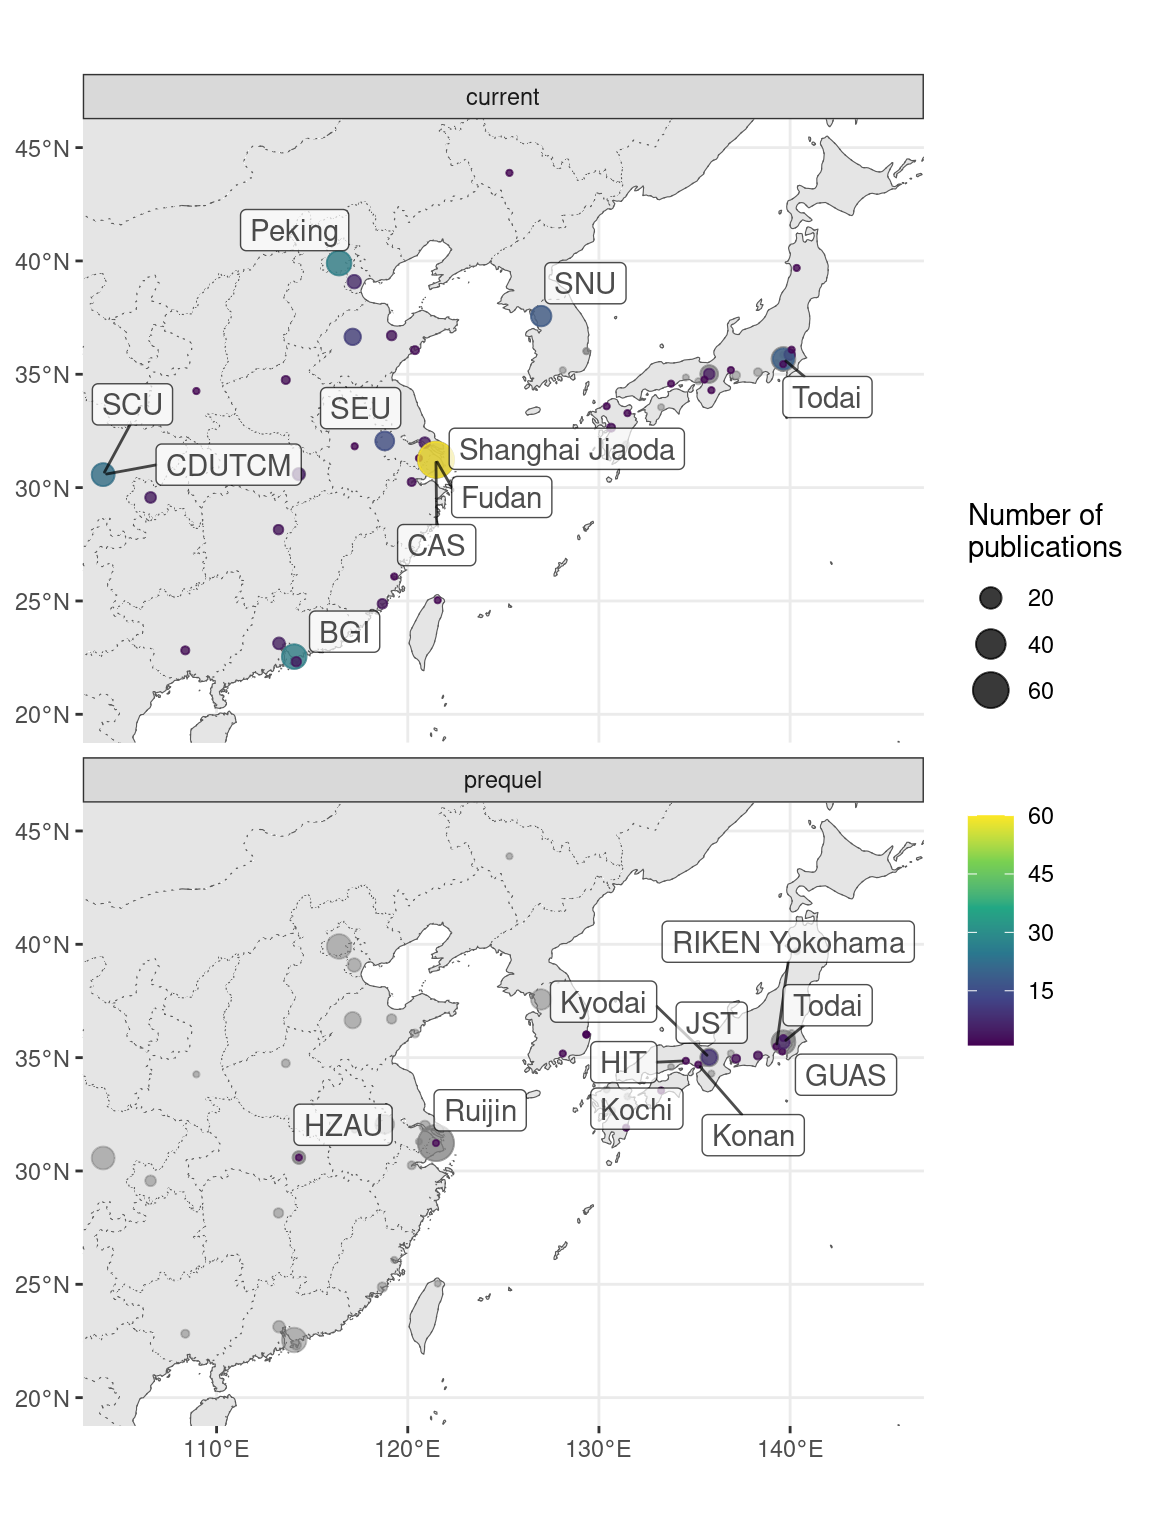 current
45°N
40°N
35°N
30°N
25°N
20°N
Peking
SNU
SCU
SEU
Todai
CDUTCM
Shanghai Jiaoda
Fudan
CAS
BGI
Number of
publications
20
40
60
60
45
30
15
prequel
45°N
40°N
35°N
30°N
25°N
20°N
RIKEN Yokohama
Kyodai
Todai
JST
HIT
GUAS
Ruijin
Kochi
HZAU
Konan
110°E
120°E
130°E
140°E